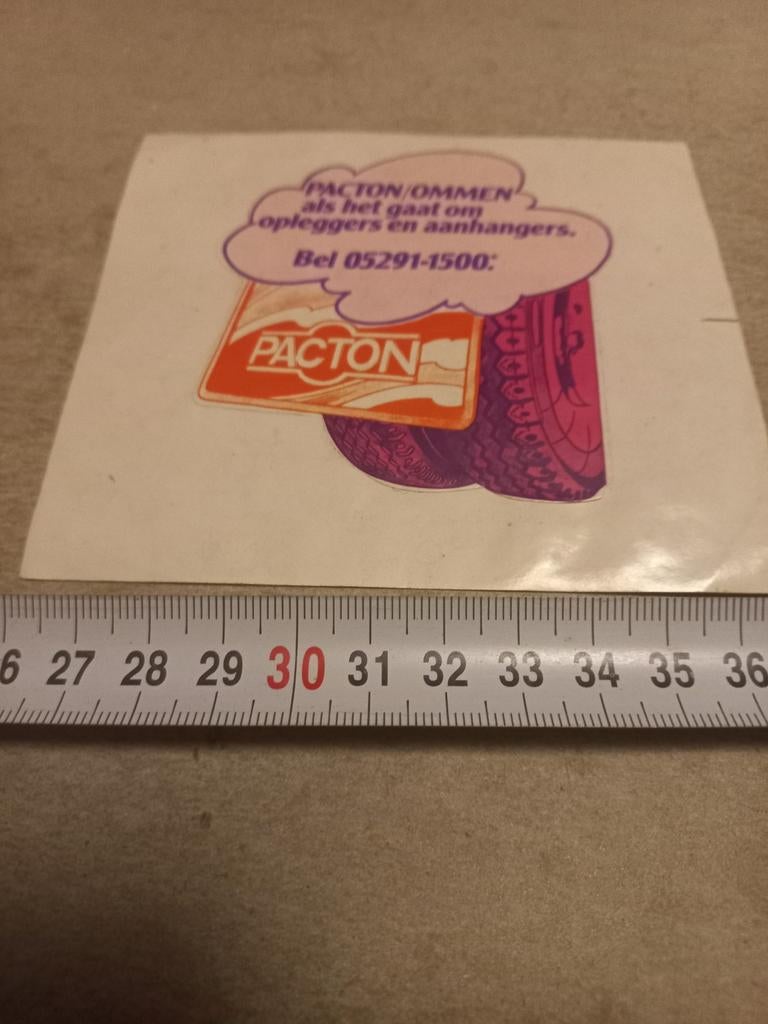 PACTON/OMMEN
als het gaat om
opleggers en aanhangers.
Bel 05291-1500.*
PACTON
6 27 28 29 30 31 32 33 34 35 36